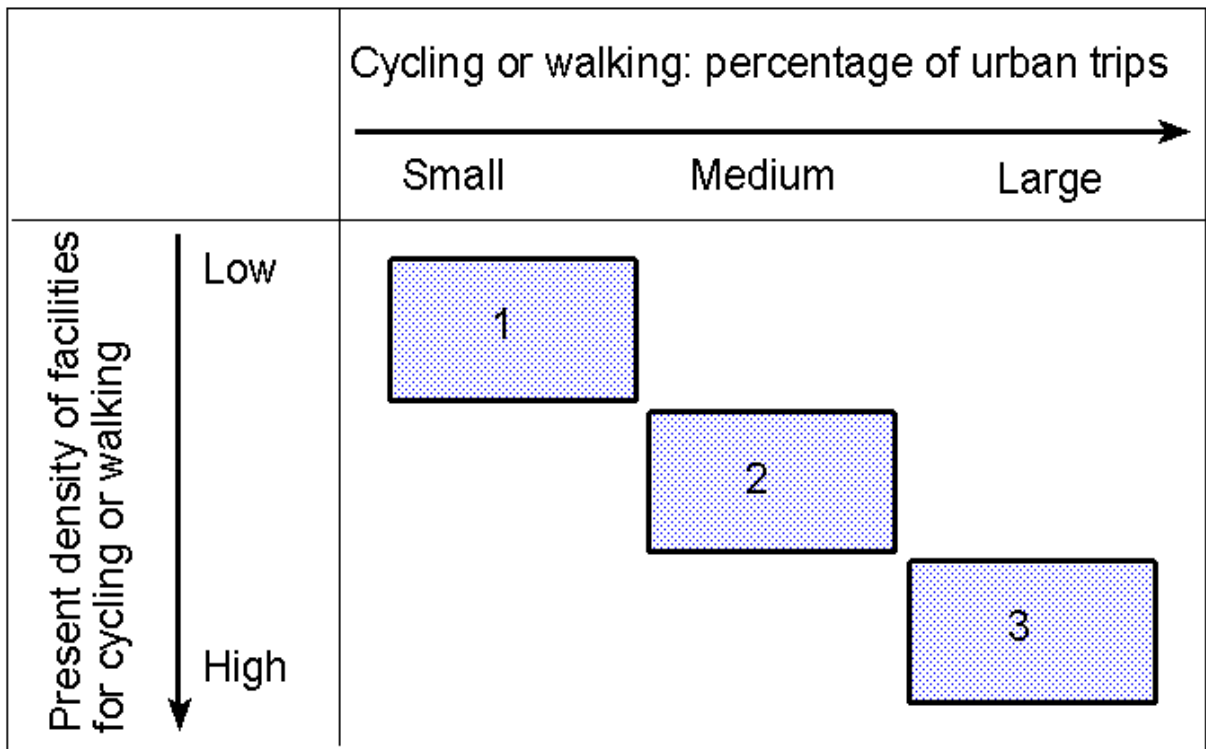 Cycling or walking: percentage of urban trips
Small Medium Large
Present density of facilities
for cycling or walking
Low
High
1
2
3